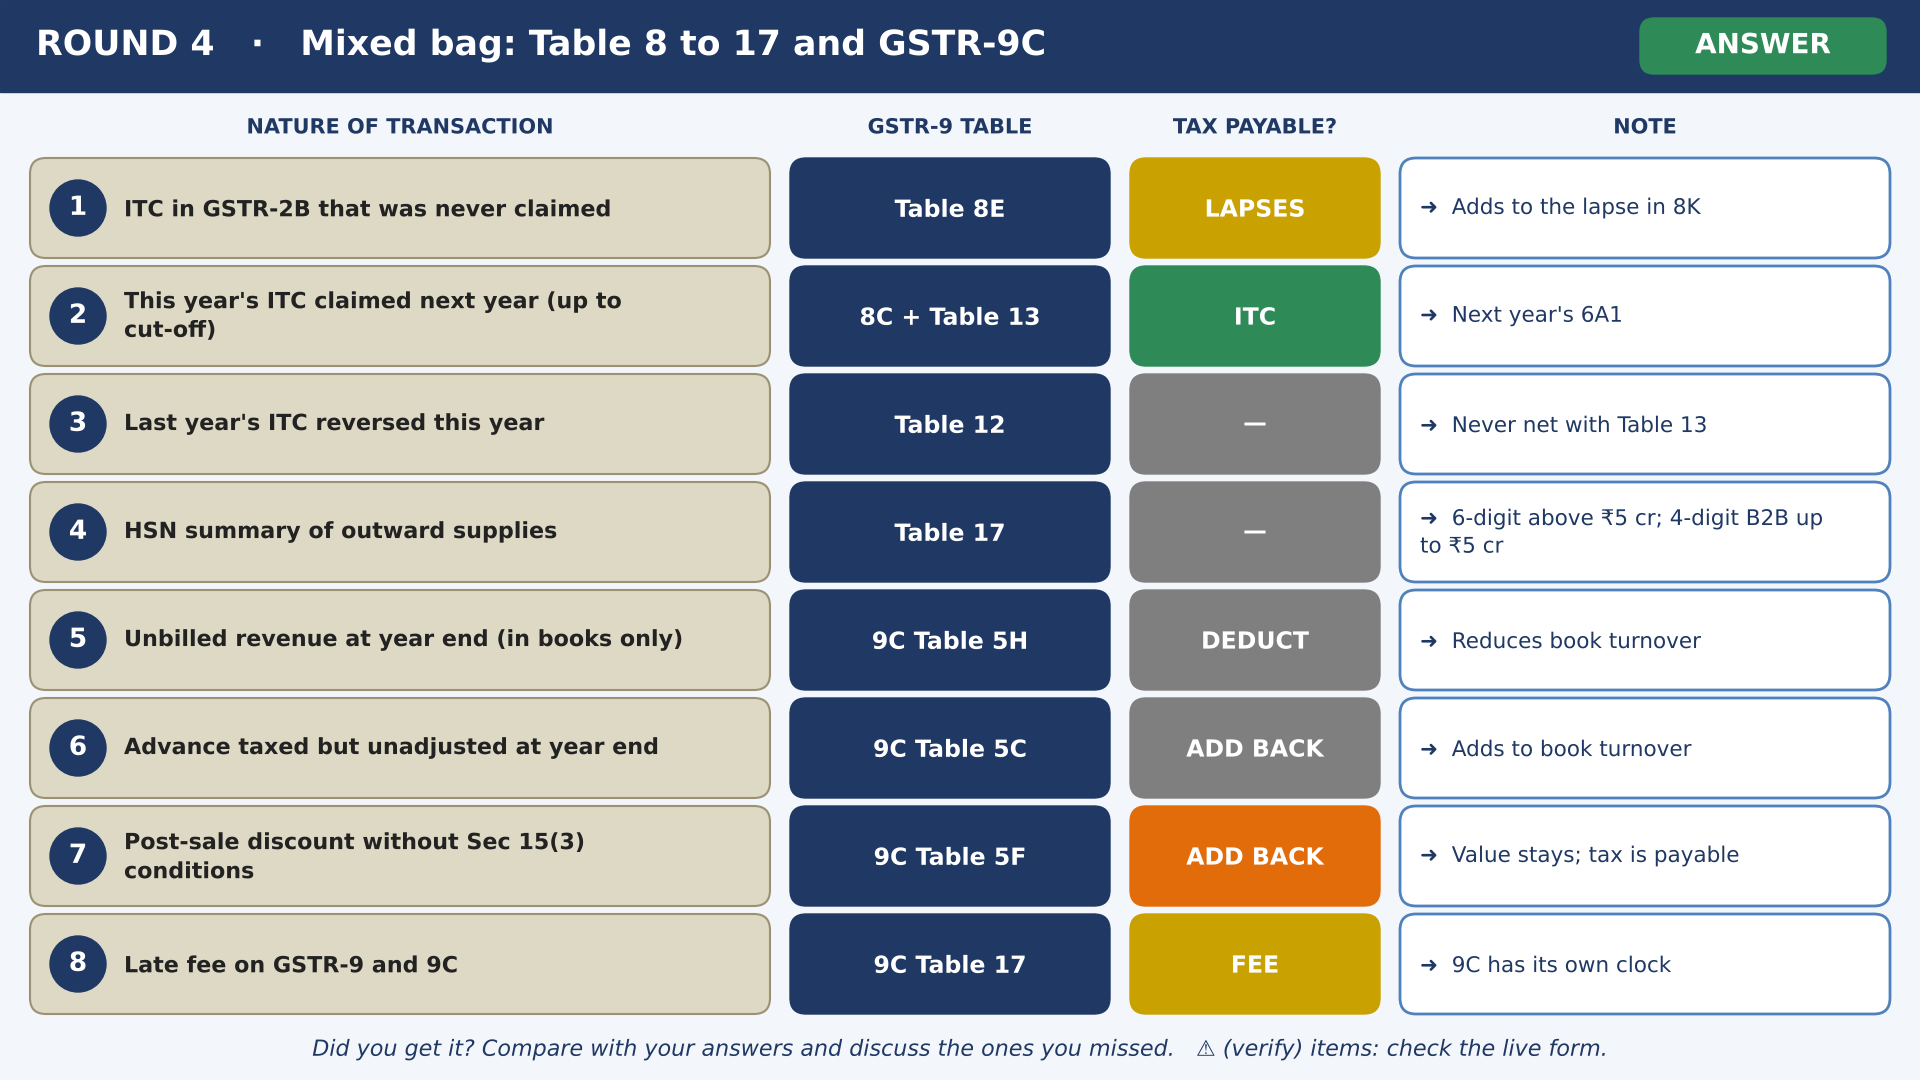 ROUND 4 · Mixed bag: Table 8 to 17 and GSTR-9C
ANSWER
NATURE OF TRANSACTION
GSTR-9 TABLE
TAX PAYABLE?
NOTE
1
ITC in GSTR-2B that was never claimed
Table 8E
LAPSES
➜ Adds to the lapse in 8K
2
This year's ITC claimed next year (up to
cut-off)
8C + Table 13
ITC
➜ Next year's 6A1
3
Last year's ITC reversed this year
Table 12
—
➜ Never net with Table 13
4
HSN summary of outward supplies
Table 17
—
➜ 6-digit above ₹5 cr; 4-digit B2B up
to ₹5 cr
5
Unbilled revenue at year end (in books only)
9C Table 5H
DEDUCT
➜ Reduces book turnover
6
Advance taxed but unadjusted at year end
9C Table 5C
ADD BACK
➜ Adds to book turnover
7
Post-sale discount without Sec 15(3)
conditions
9C Table 5F
ADD BACK
➜ Value stays; tax is payable
8
Late fee on GSTR-9 and 9C
9C Table 17
FEE
➜ 9C has its own clock
Did you get it? Compare with your answers and discuss the ones you missed. ⚠ (verify) items: check the live form.